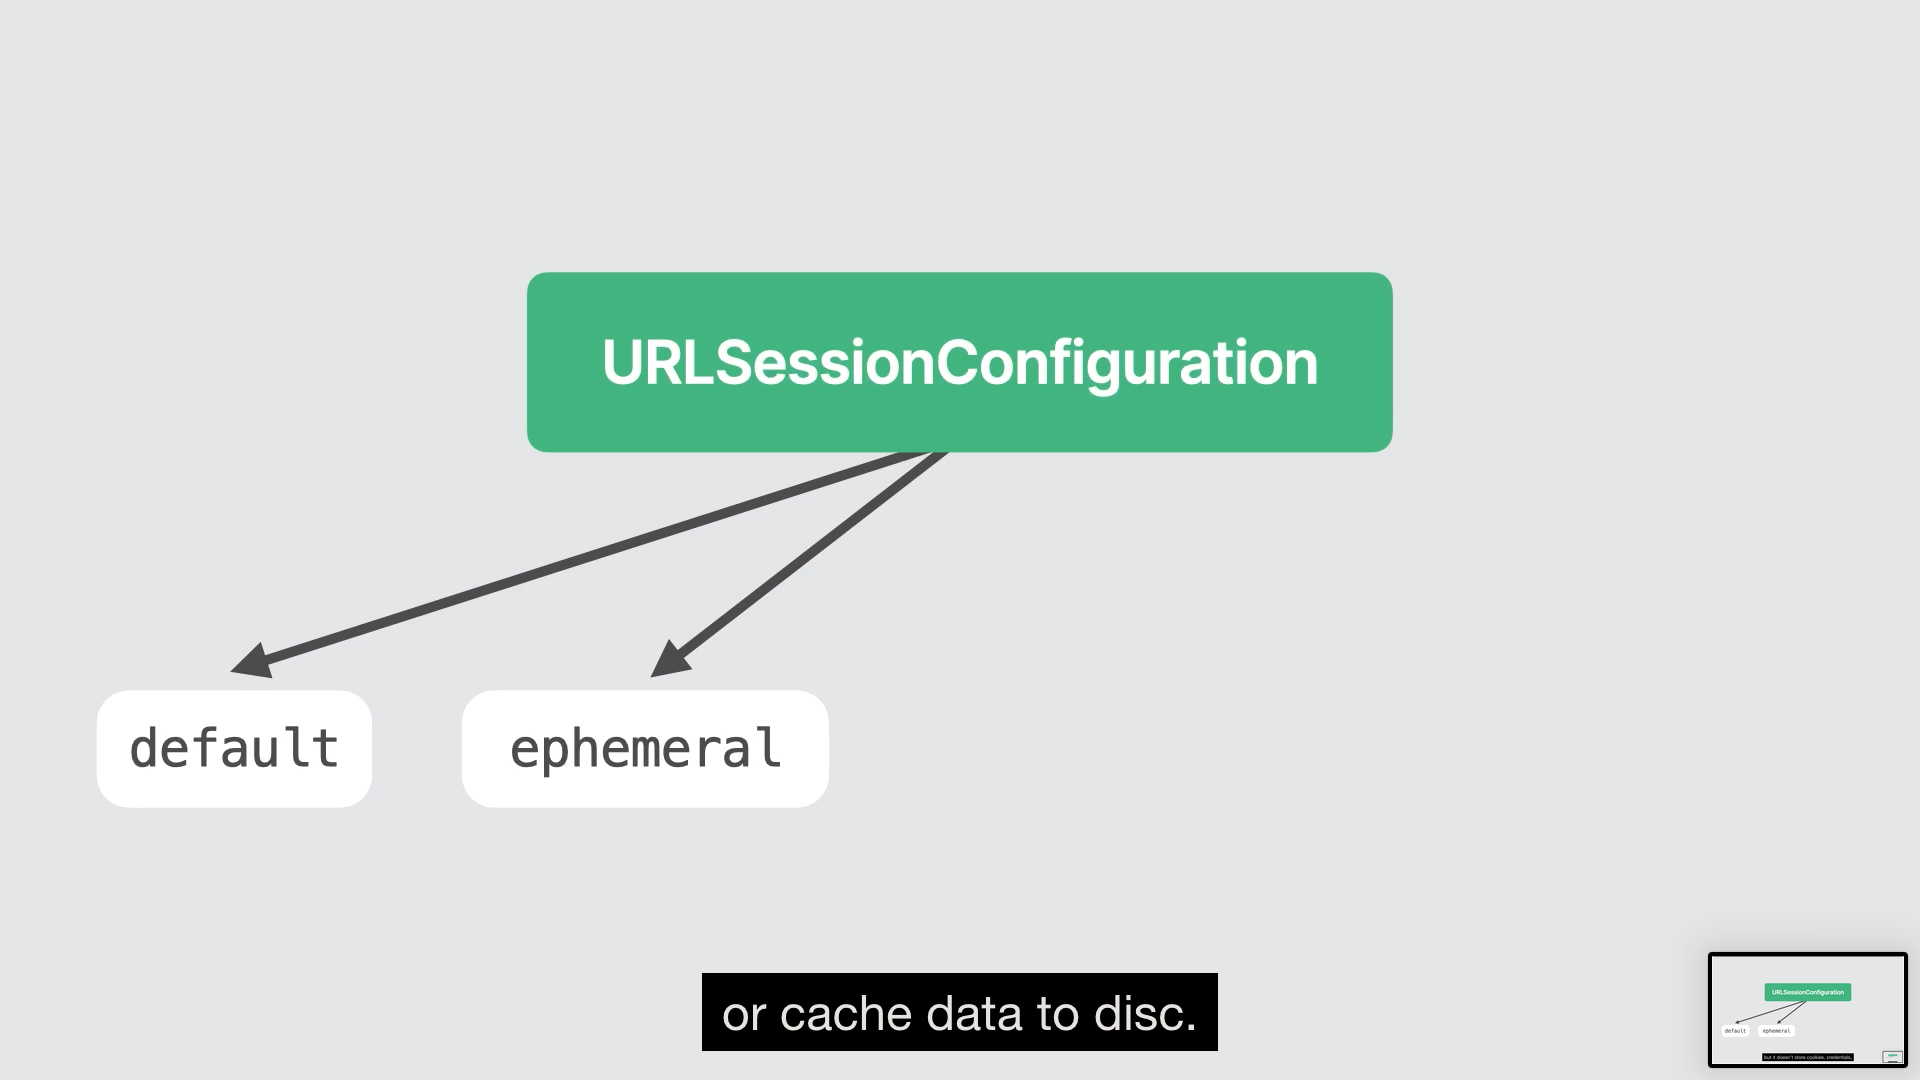 URLSessionConfiguration
default
ephemeral
or cache data to disc.
URLSessionConfiguration
default
ephemeral
but it doesn't store cookies, credentials,